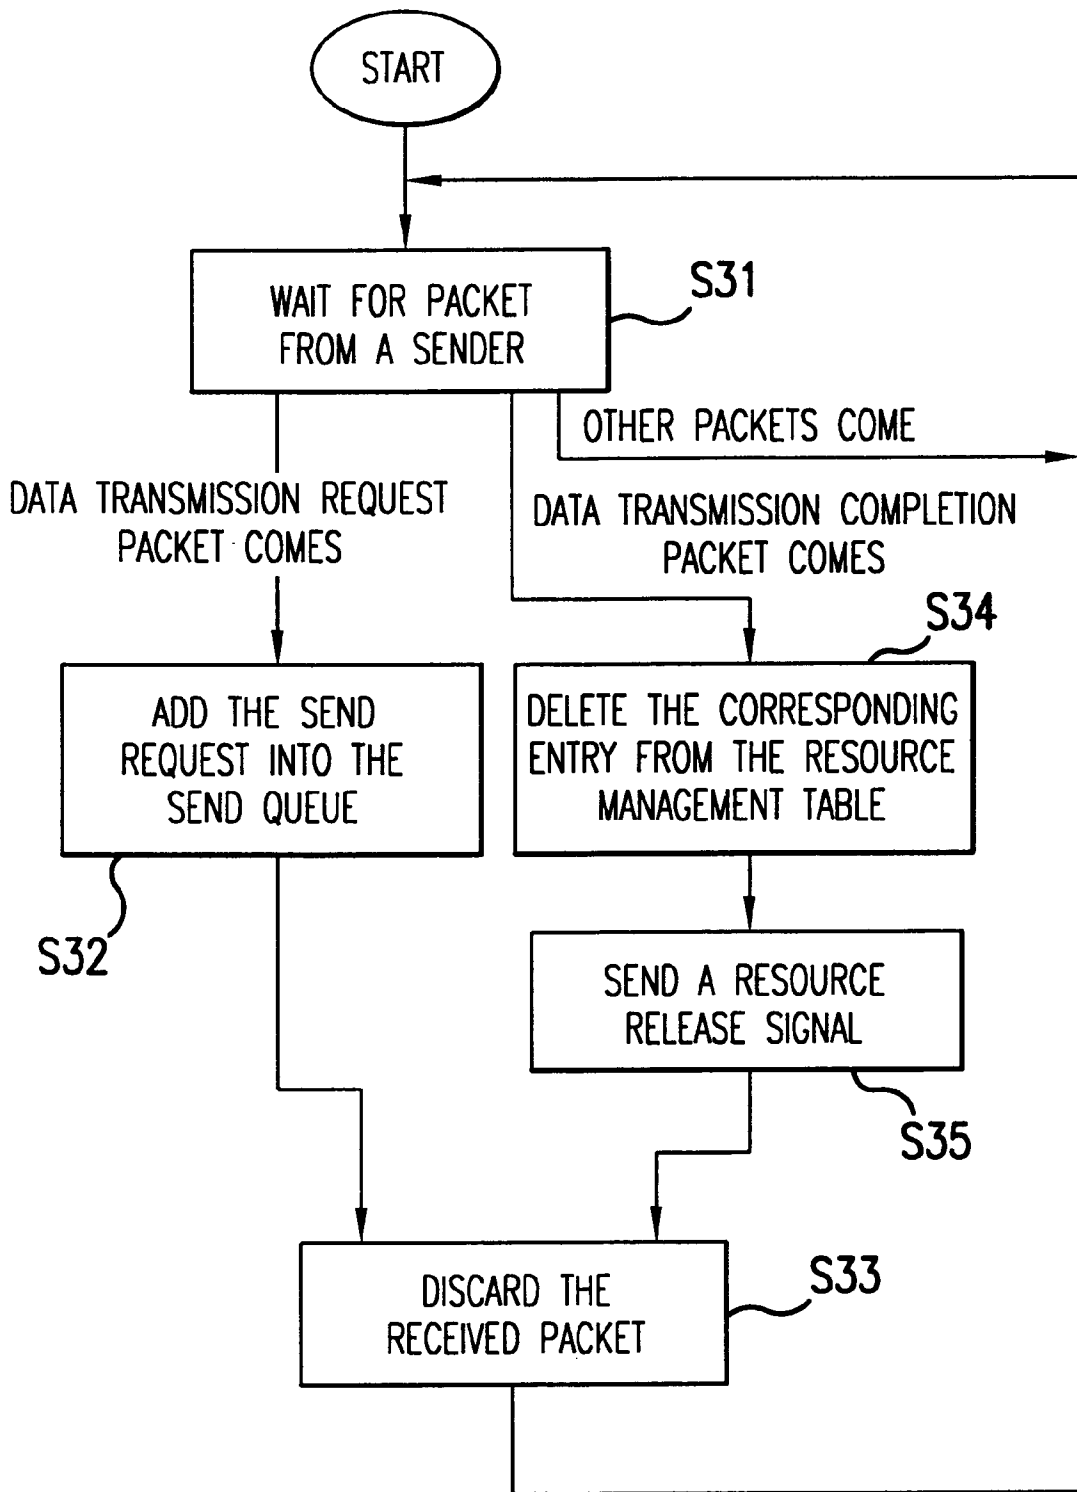 START
WAIT FOR PACKET
FROM A SENDER
S31
OTHER PACKETS COME
DATA TRANSMISSION REQUEST
PACKET COMES
DATA TRANSMISSION COMPLETION
PACKET COMES
S34
ADD THE SEND
REQUEST INTO THE
SEND QUEUE
S32
DELETE THE CORRESPONDING
ENTRY FROM THE RESOURCE
MANAGEMENT TABLE
SEND A RESOURCE
RELEASE SIGNAL
S35
DISCARD THE
RECEIVED PACKET
S33